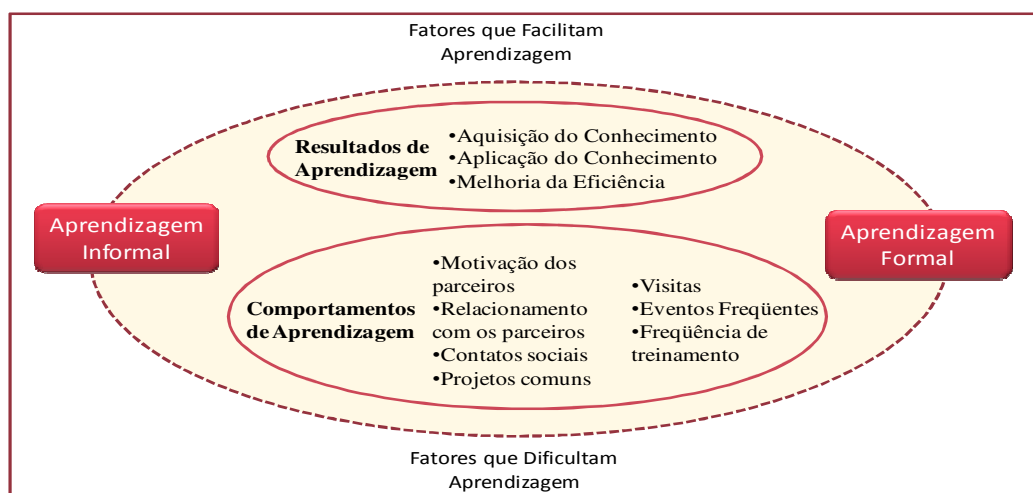 Fatores que Facilitam
Aprendizagem
Resultados de
Aprendizagem
•Aquisição do Conhecimento
•Aplicação do Conhecimento
•Melhoria da Eficiência
Aprendizagem
Informal
Aprendizagem
Formal
Comportamentos
de Aprendizagem
•Motivação dos
parceiros
•Relacionamento
com os parceiros
•Contatos sociais
•Projetos comuns
•Visitas
•Eventos Freqüentes
•Freqüência de
treinamento
Fatores que Dificultam
Aprendizagem